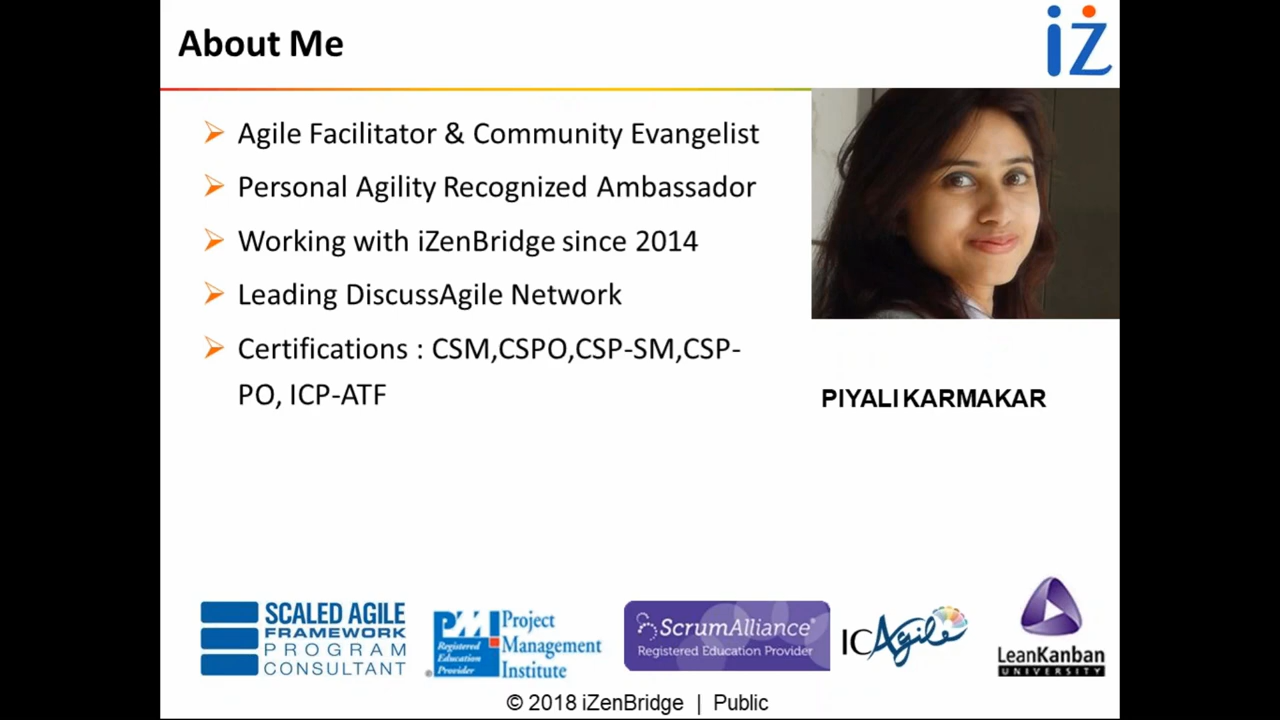 About Me
iz
Agile Facilitator & Community Evangelist
Personal Agility Recognized Ambassador
Working with iZenBridge since 2014
Leading DiscussAgile Network
Certifications : CSM,CSPO,CSP-SM,CSP-
PO, ICP-ATF
PIYALI KARMAKAR
SCALED AGILE
FRAMEWORK
PROGRAM
CONSULTANT
PMI
Registered
Education
Provider
®
Project
Management
Institute
ScrumAlliance®
Registered Education Provider
ICAgile
LeanKanban
UNIVERSITY
© 2018 iZenBridge | Public